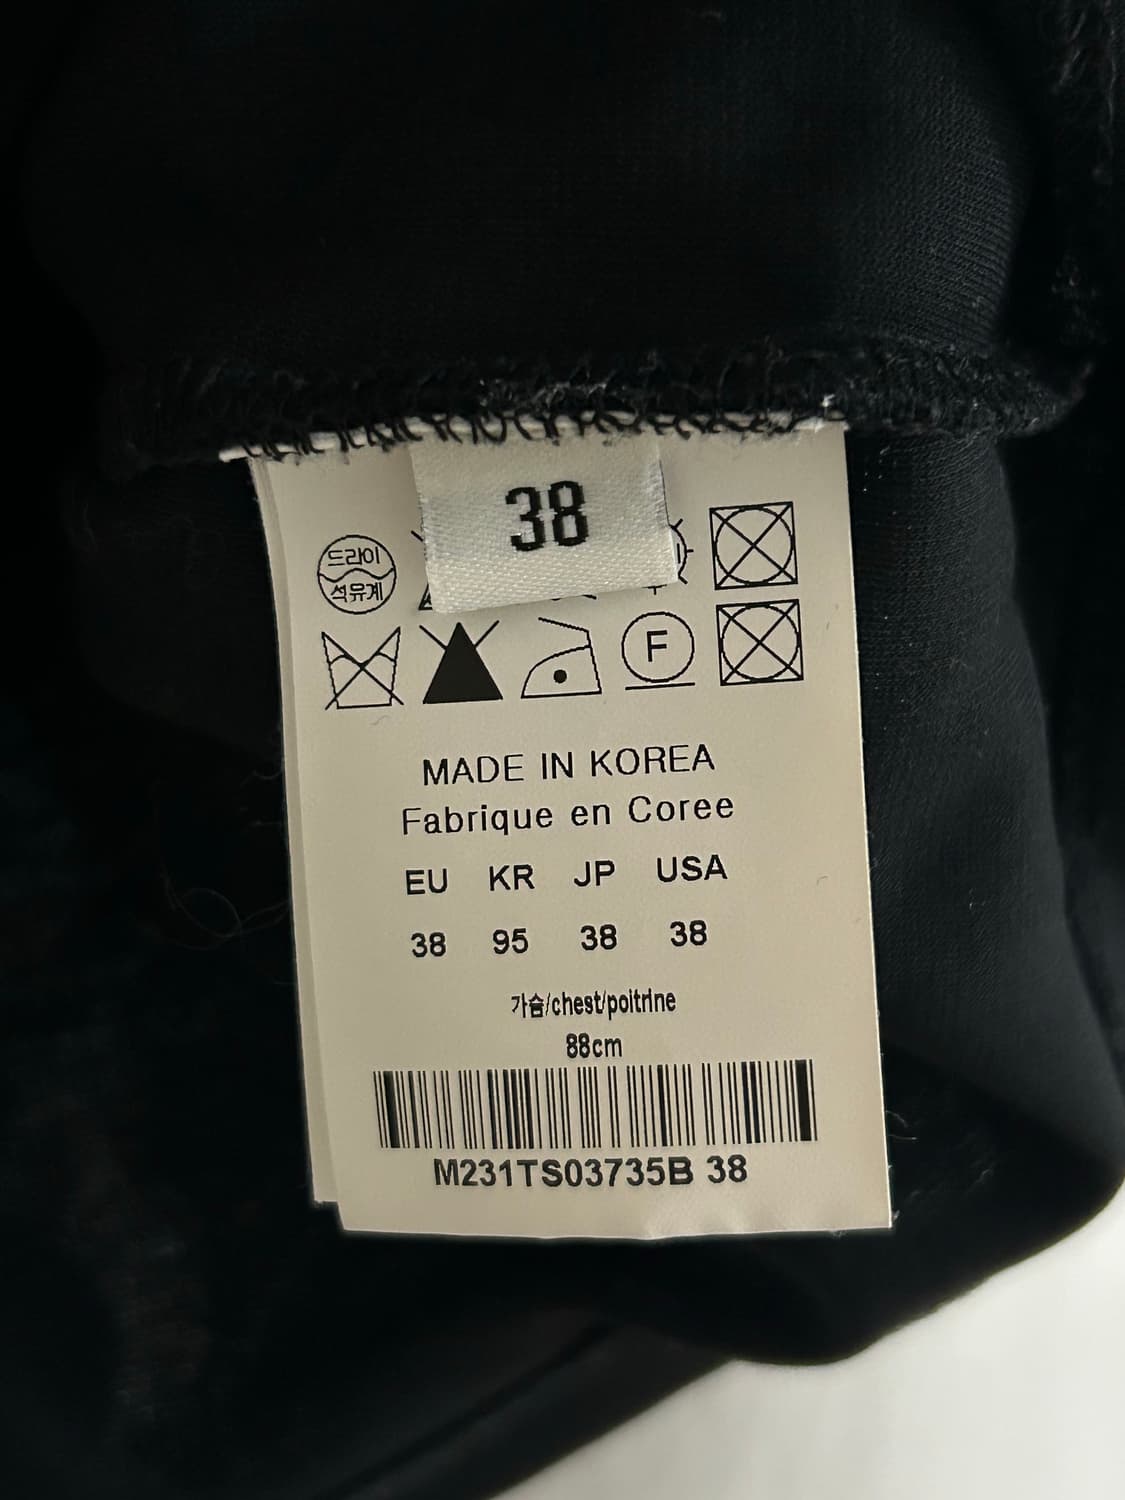 38
드라이
석유계
F
MADE IN KOREA
Fabrique en Coree
EU KR JP USA
38 95 38 38
가슴/chest/poitrine
88cm
M231TS03735B 38